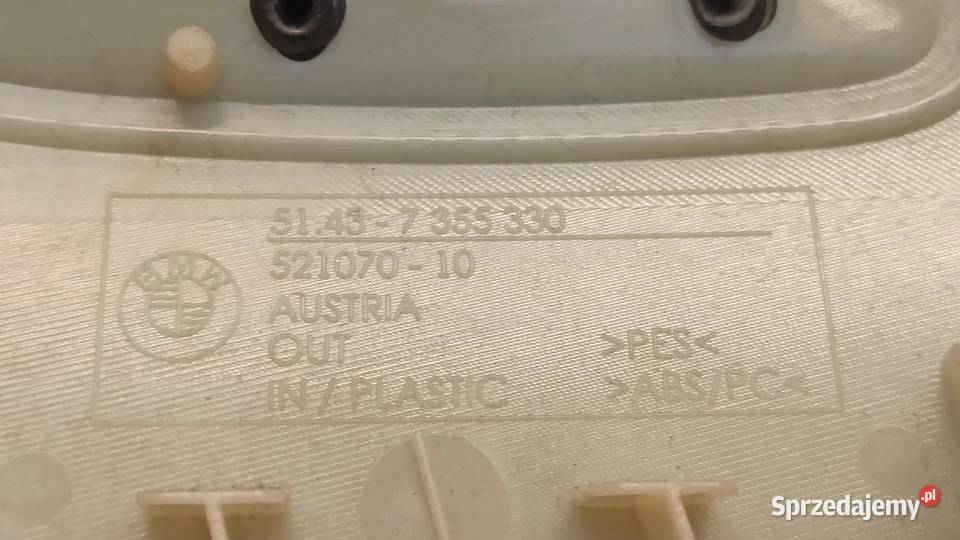 51.43 - 7 355 330
521070 - 10
BMW
AUSTRIA
OUT >PES<
IN / PLASTIC >ABS/PC<
Sprzedajemy.pl